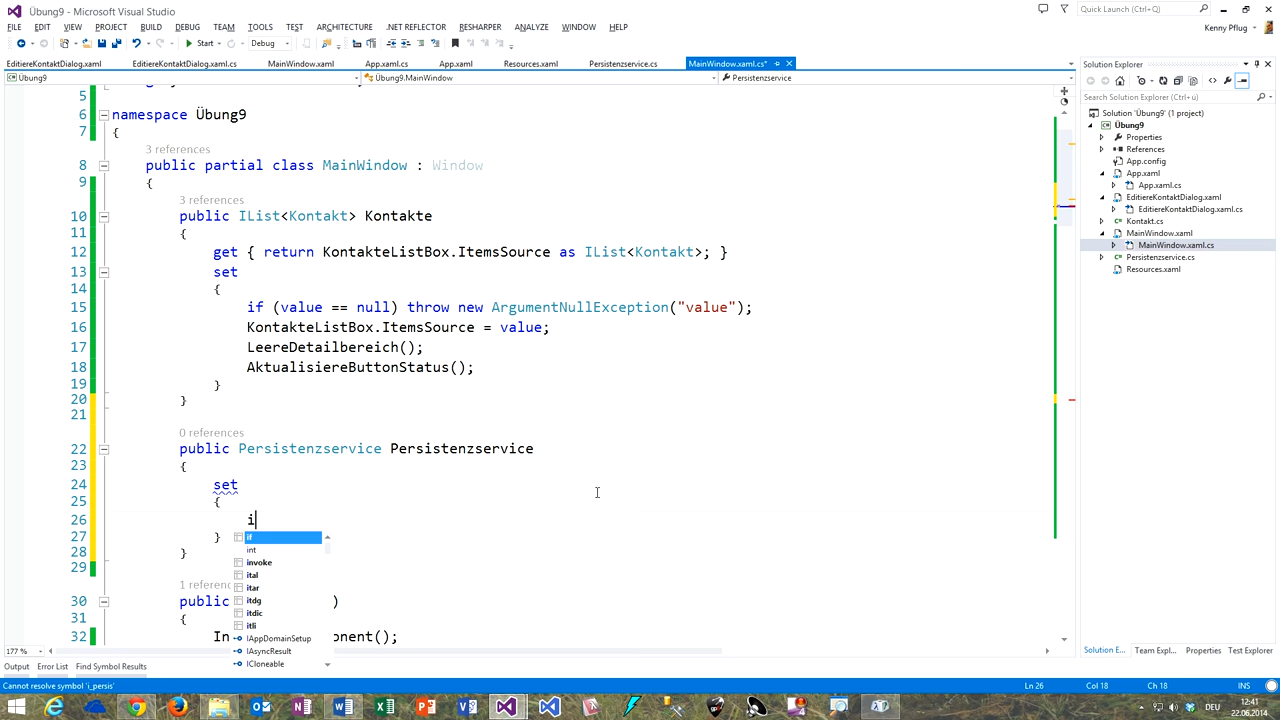 Übung9 - Microsoft Visual Studio
Quick Launch (Ctrl+Q)
FILE EDIT VIEW PROJECT BUILD DEBUG TEAM TOOLS TEST ARCHITECTURE .NET REFLECTOR RESHARPER ANALYZE WINDOW HELP
Kenny Pflug
Start Debug
EditiereKontaktDialog.xaml EditiereKontaktDialog.xaml.cs MainWindow.xaml App.xaml.cs App.xaml Resources.xaml Persistenzservice.cs MainWindow.xaml.cs*
Übung9 Übung9.MainWindow Persistenzservice
5
6 namespace Übung9
7 {
3 references
8 public partial class MainWindow : Window
9 {
3 references
10 public IList<Kontakt> Kontakte
11 {
12 get { return KontakteListBox.ItemsSource as IList<Kontakt>; }
13 set
14 {
15 if (value == null) throw new ArgumentNullException("value");
16 KontakteListBox.ItemsSource = value;
17 LeereDetailbereich();
18 AktualisiereButtonStatus();
19 }
20 }
21
0 references
22 public Persistenzservice Persistenzservice
23 {
24 set
25 {
26 i
27 }
28 }
29
if
int
invoke
ital
itar
itdg
itdic
itli
IAppDomainSetup
IAsyncResult
ICloneable
1 referenc
30 public )
31 {
32 In onent();
177 %
Solution Explorer
Search Solution Explorer (Ctrl+ü)
Solution 'Übung9' (1 project)
Übung9
Properties
References
App.config
App.xaml
App.xaml.cs
EditiereKontaktDialog.xaml
EditiereKontaktDialog.xaml.cs
Kontakt.cs
MainWindow.xaml
MainWindow.xaml.cs
Persistenzservice.cs
Resources.xaml
Solution E... Team Expl... Properties Test Explorer
Output Error List Find Symbol Results
Cannot resolve symbol 'i_persis'
Ln 26 Col 18 Ch 18 INS
12:41
22.06.2014